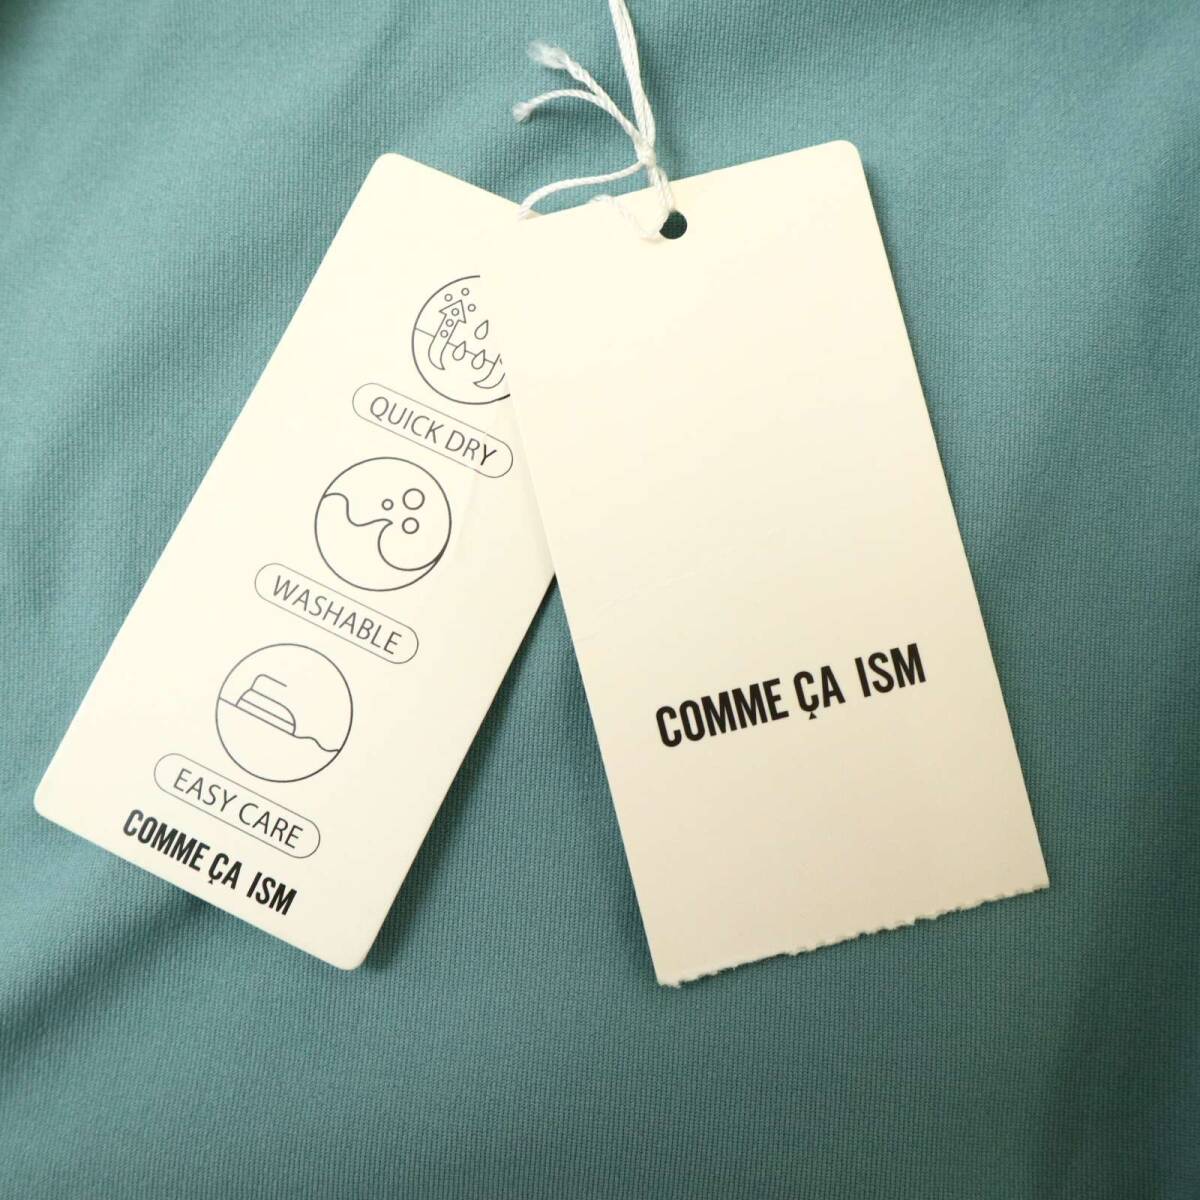 QUICK DRY
WASHABLE
EASY CARE
COMME ÇA ISM
COMME ÇA ISM